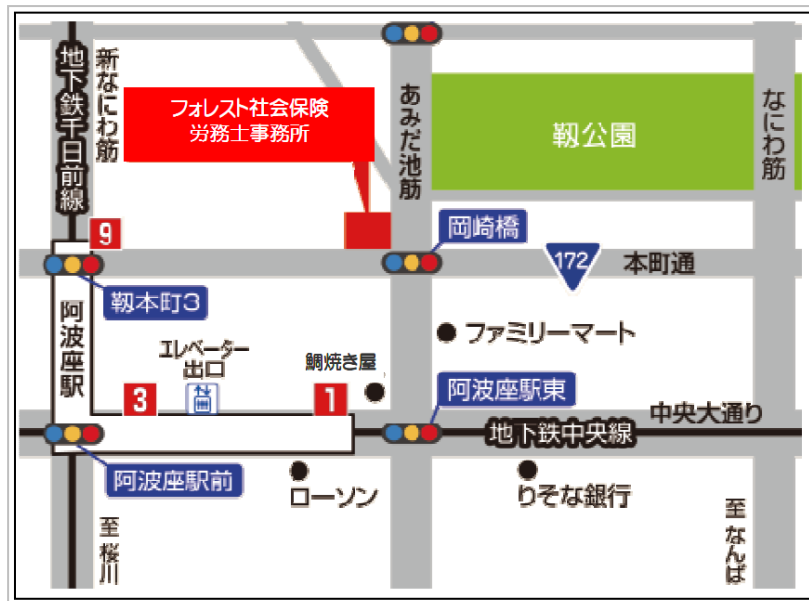 地下鉄千日前線
新なにわ筋
フォレスト社会保険
労務士事務所
あみだ池筋
靱公園
なにわ筋
9
岡崎橋
172
本町通
靱本町3
阿波座駅
エレベーター
出口
鯛焼き屋
ファミリーマート
3
1
阿波座駅東
中央大通り
地下鉄中央線
阿波座駅前
ローソン
りそな銀行
至桜川
至なんば